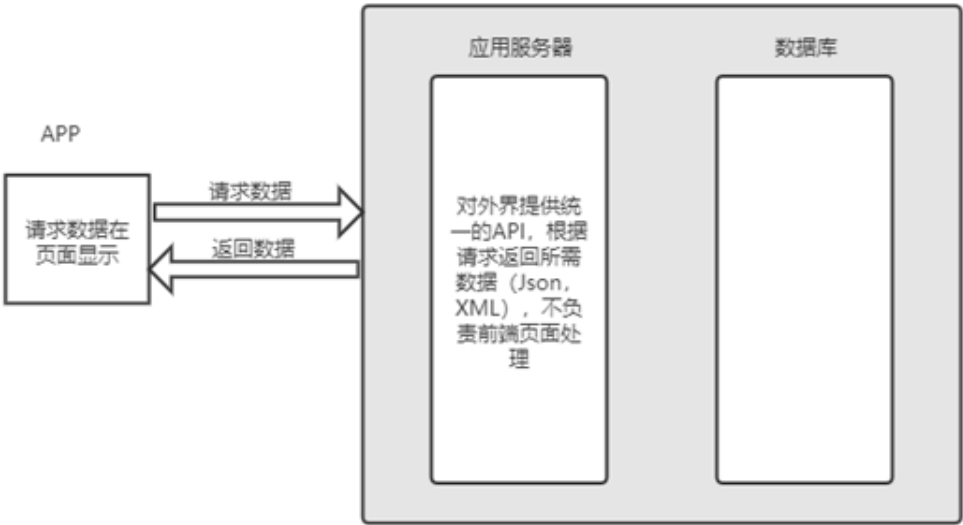 应用服务器
数据库
APP
请求数据在
页面显示
请求数据
返回数据
对外界提供统
一的API，根据
请求返回所需
数据（Json，
XML），不负
责前端页面处
理